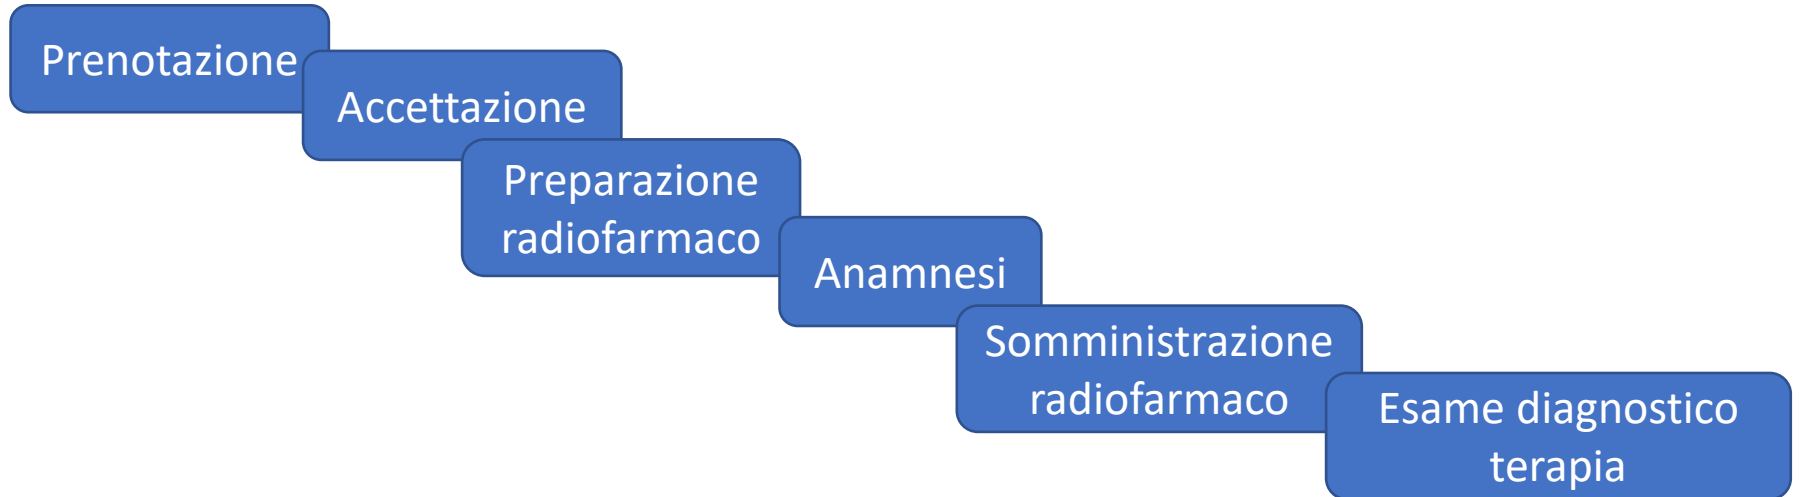 Prenotazione
Accettazione
Preparazione
radiofarmaco
Anamnesi
Somministrazione
radiofarmaco
Esame diagnostico
terapia